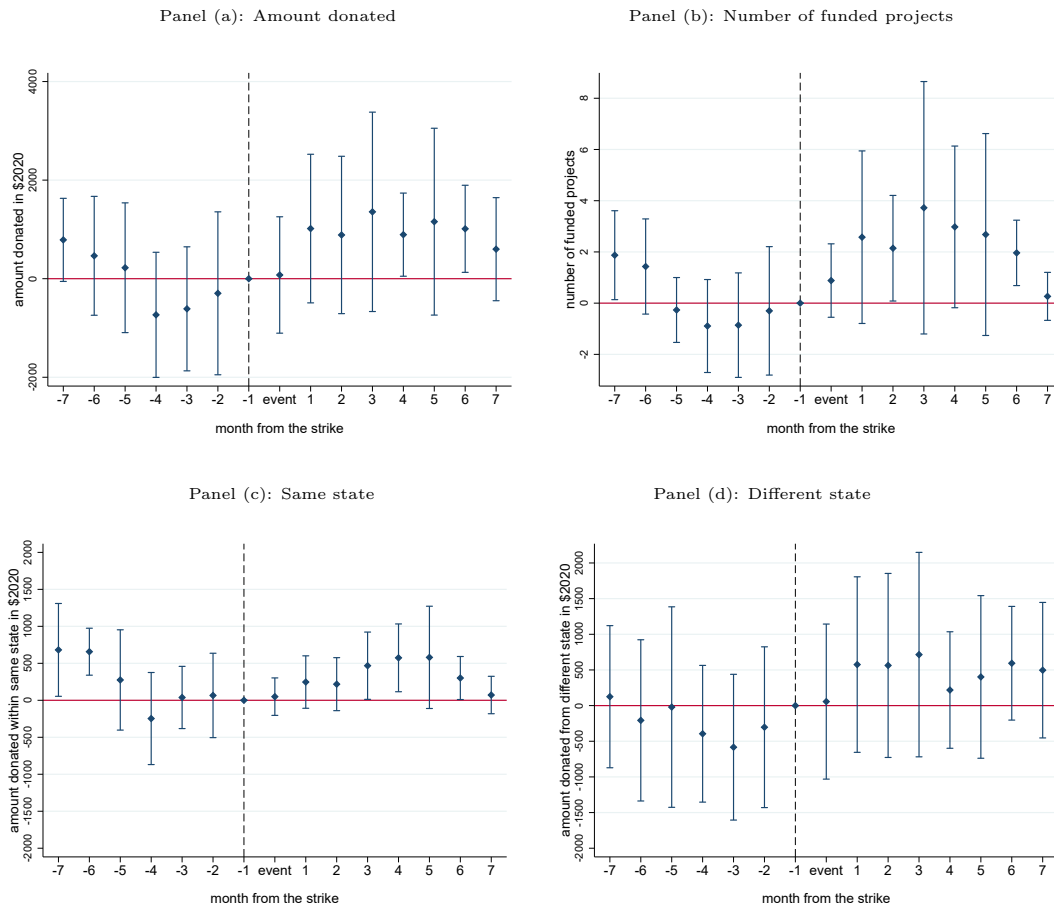 Panel (a): Amount donated
amount donated in $2020
4000
2000
0
-2000
-7 -6 -5 -4 -3 -2 -1 event 1 2 3 4 5 6 7
month from the strike
Panel (b): Number of funded projects
number of funded projects
8
6
4
2
0
-2
-7 -6 -5 -4 -3 -2 -1 event 1 2 3 4 5 6 7
month from the strike
Panel (c): Same state
amount donated within same state in $2020
2000
1500
1000
500
0
-500
-1000
-1500
-2000
-7 -6 -5 -4 -3 -2 -1 event 1 2 3 4 5 6 7
month from the strike
Panel (d): Different state
amount donated from different state in $2020
2000
1500
1000
500
0
-500
-1000
-1500
-2000
-7 -6 -5 -4 -3 -2 -1 event 1 2 3 4 5 6 7
month from the strike